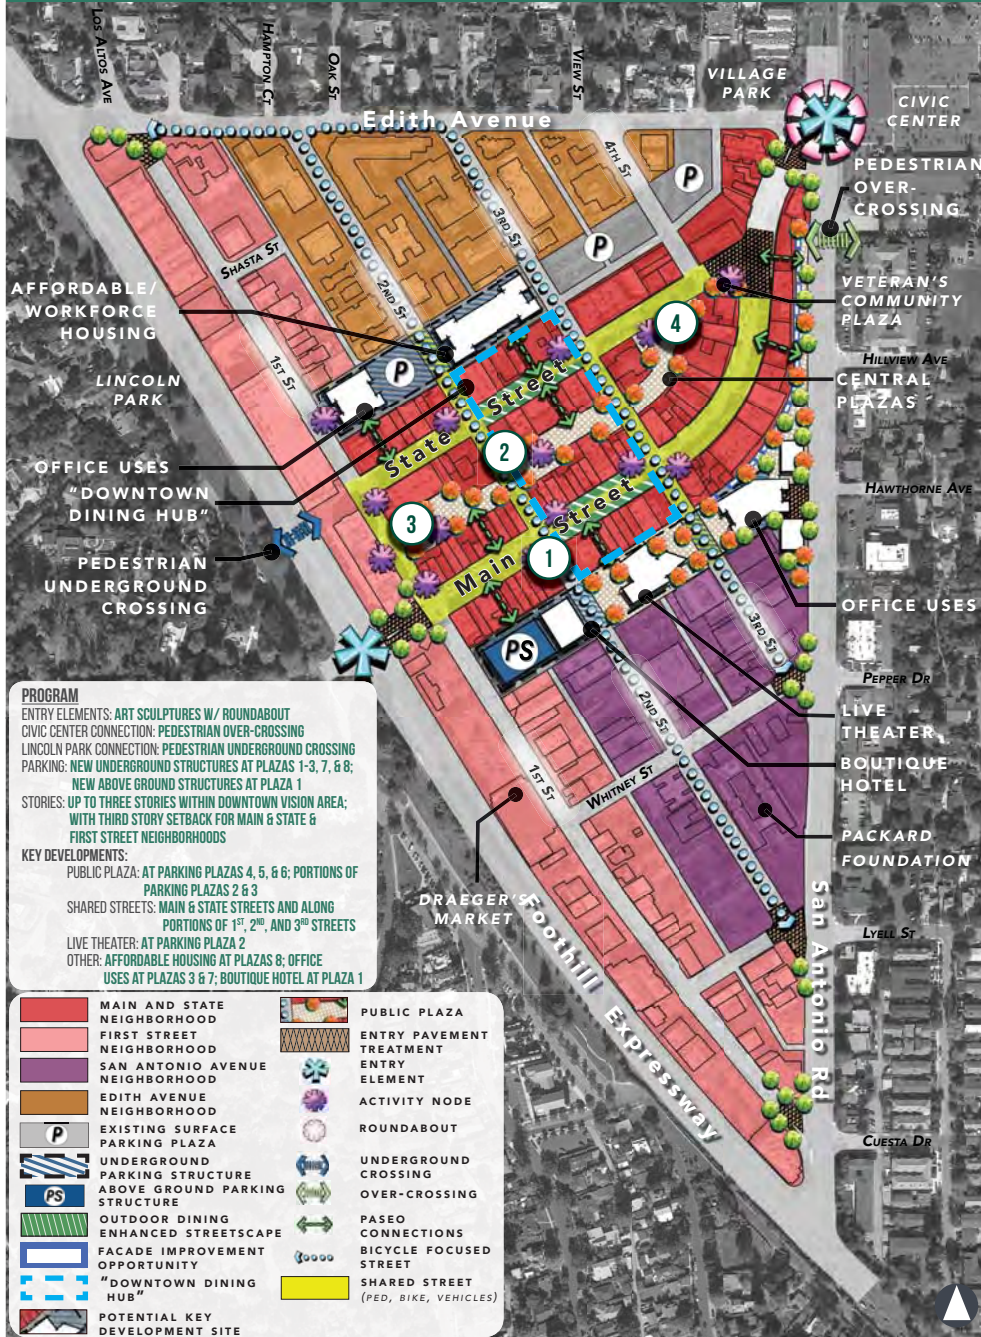 Los Altos Ave
Hampton Ct
Oak St
View St
VILLAGE
PARK
CIVIC
CENTER
Edith Avenue
4th St
P
PEDESTRIAN
OVER-
CROSSING
3rd St
P
Shasta St
2nd St
AFFORDABLE/
WORKFORCE
HOUSING
VETERAN'S
COMMUNITY
PLAZA
4
1st St
P
Hillview Ave
LINCOLN
PARK
CENTRAL
PLAZAS
State Street
2
OFFICE USES
"DOWNTOWN
DINING HUB"
Hawthorne Ave
3
Main Street
1
PEDESTRIAN
UNDERGROUND
CROSSING
OFFICE USES
3rd St
PS
Pepper Dr
2nd St
LIVE
THEATER
BOUTIQUE
HOTEL
1st St
Whitney St
PACKARD
FOUNDATION
DRAEGER'S
MARKET
Foothill Expressway
San Antonio Rd
Lyell St
Cuesta Dr
PROGRAM
ENTRY ELEMENTS: ART SCULPTURES W/ ROUNDABOUT
CIVIC CENTER CONNECTION: PEDESTRIAN OVER-CROSSING
LINCOLN PARK CONNECTION: PEDESTRIAN UNDERGROUND CROSSING
PARKING: NEW UNDERGROUND STRUCTURES AT PLAZAS 1-3, 7, & 8;
NEW ABOVE GROUND STRUCTURES AT PLAZA 1
STORIES: UP TO THREE STORIES WITHIN DOWNTOWN VISION AREA;
WITH THIRD STORY SETBACK FOR MAIN & STATE &
FIRST STREET NEIGHBORHOODS
KEY DEVELOPMENTS:
PUBLIC PLAZA: AT PARKING PLAZAS 4, 5, & 6; PORTIONS OF
PARKING PLAZAS 2 & 3
SHARED STREETS: MAIN & STATE STREETS AND ALONG
PORTIONS OF 1ST, 2ND, AND 3RD STREETS
LIVE THEATER: AT PARKING PLAZA 2
OTHER: AFFORDABLE HOUSING AT PLAZAS 8; OFFICE
USES AT PLAZAS 3 & 7; BOUTIQUE HOTEL AT PLAZA 1
MAIN AND STATE
NEIGHBORHOOD
FIRST STREET
NEIGHBORHOOD
SAN ANTONIO AVENUE
NEIGHBORHOOD
EDITH AVENUE
NEIGHBORHOOD
P
EXISTING SURFACE
PARKING PLAZA
UNDERGROUND
PARKING STRUCTURE
PS
ABOVE GROUND PARKING
STRUCTURE
OUTDOOR DINING
ENHANCED STREETSCAPE
FACADE IMPROVEMENT
OPPORTUNITY
"DOWNTOWN DINING
HUB"
POTENTIAL KEY
DEVELOPMENT SITE
PUBLIC PLAZA
ENTRY PAVEMENT
TREATMENT
ENTRY
ELEMENT
ACTIVITY NODE
ROUNDABOUT
UNDERGROUND
CROSSING
OVER-CROSSING
PASEO
CONNECTIONS
BICYCLE FOCUSED
STREET
SHARED STREET
(PED, BIKE, VEHICLES)